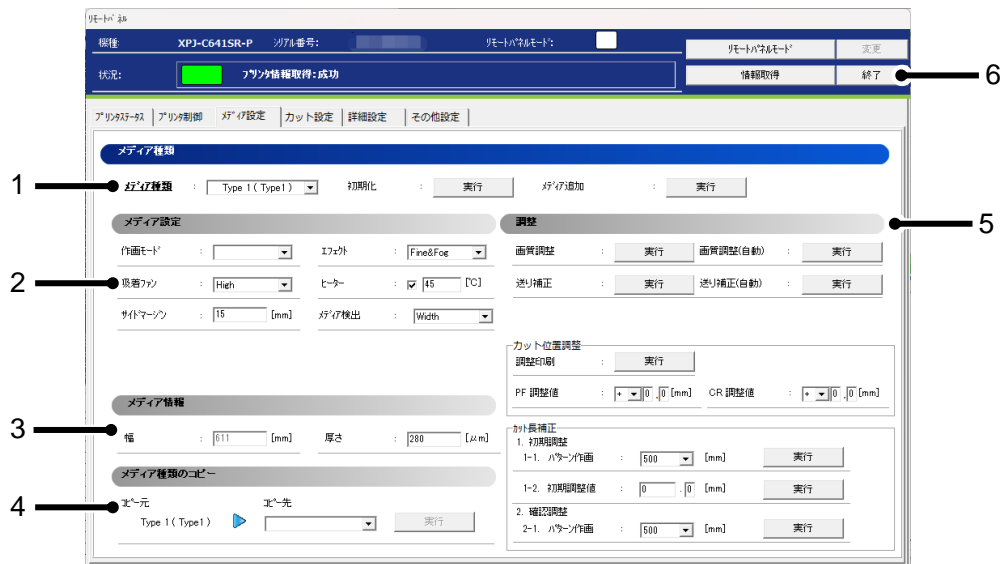 リモートパネル
機種: XPJ-C641SR-P シリアル番号: リモートパネルモード: リモートパネルモード 変更
状況: プリンタ情報取得:成功 情報取得 終了 6
プリンタステータス プリンタ制御 メディア設定 カット設定 詳細設定 その他設定
メディア種類
1 メディア種類 : Type 1 ( Type1 ) 初期化 : 実行 メディア追加 : 実行
メディア設定 調整 5
作画モード : エフェクト : Fine&Fog 画質調整 : 実行 画質調整(自動) : 実行
2 吸着ファン : High ヒーター : 45 [℃] 送り補正 : 実行 送り補正(自動) : 実行
サイドマージン : 15 [mm] メディア検出 : Width
カット位置調整
調整印刷 : 実行
メディア情報 PF 調整値 : + 0 .0 [mm] CR 調整値 : + 0 .0 [mm]
3 幅 : 611 [mm] 厚さ : 280 [μm]
カット長補正
1. 初期調整
1-1. パターン作画 : 500 [mm] 実行
メディア種類のコピー
1-2. 初期調整値 : 0 .0 [mm] 実行
4 コピー元 コピー先
Type 1 ( Type1 ) 実行
2. 確認調整
2-1. パターン作画 : 500 [mm] 実行